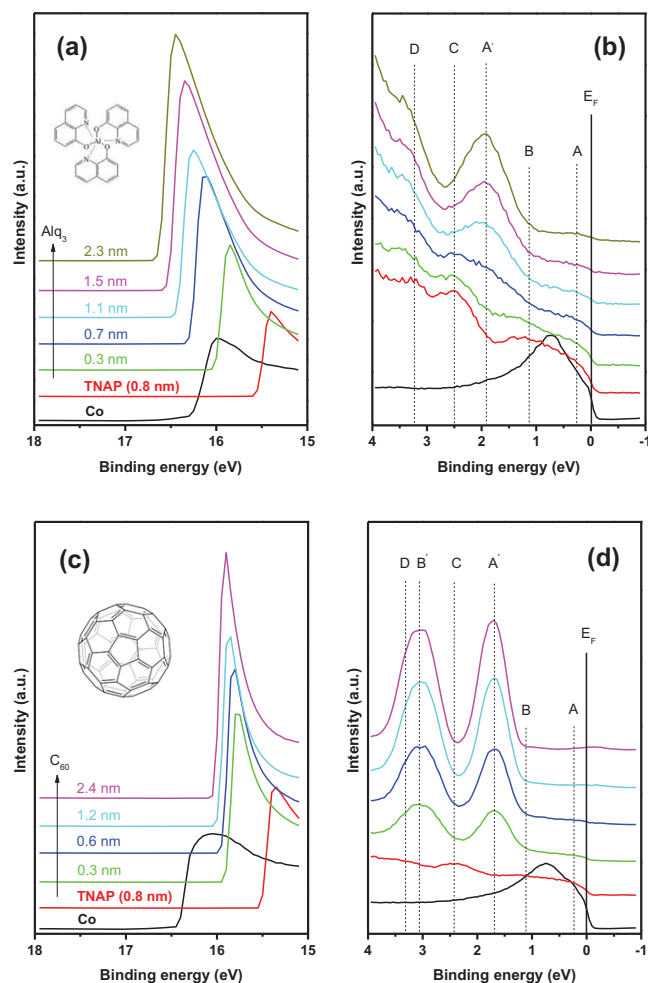 (a)
N
O
N
Al
O
O
N
Alq3
2.3 nm
1.5 nm
1.1 nm
0.7 nm
0.3 nm
TNAP (0.8 nm)
Co
Intensity (a.u.)
18 17 16 15
Binding energy (eV)
(b)
D C A' B A
EF
Intensity (a.u.)
4 3 2 1 0 -1
Binding energy (eV)
(c)
C60
2.4 nm
1.2 nm
0.6 nm
0.3 nm
TNAP (0.8 nm)
Co
Intensity (a.u.)
18 17 16 15
Binding energy (eV)
(d)
D B' C A' B A
EF
Intensity (a.u.)
4 3 2 1 0 -1
Binding energy (eV)